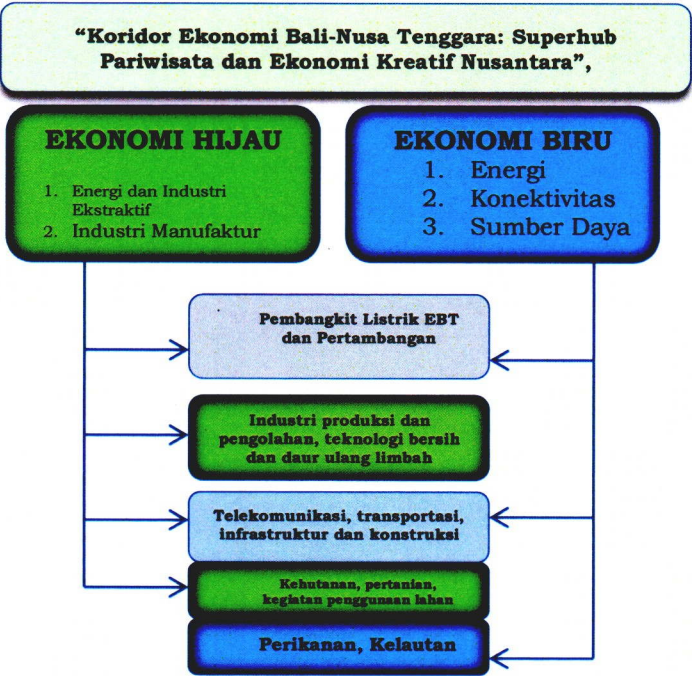 “Koridor Ekonomi Bali-Nusa Tenggara: Superhub
Pariwisata dan Ekonomi Kreatif Nusantara”,
EKONOMI HIJAU
1. Energi dan Industri
Ekstraktif
2. Industri Manufaktur
EKONOMI BIRU
1. Energi
2. Konektivitas
3. Sumber Daya
Pembangkit Listrik EBT
dan Pertambangan
Industri produksi dan
pengolahan, teknologi bersih
dan daur ulang limbah
Telekomunikasi, transportasi,
infrastruktur dan konstruksi
Kehutanan, pertanian,
kegiatan penggunaan lahan
Perikanan, Kelautan